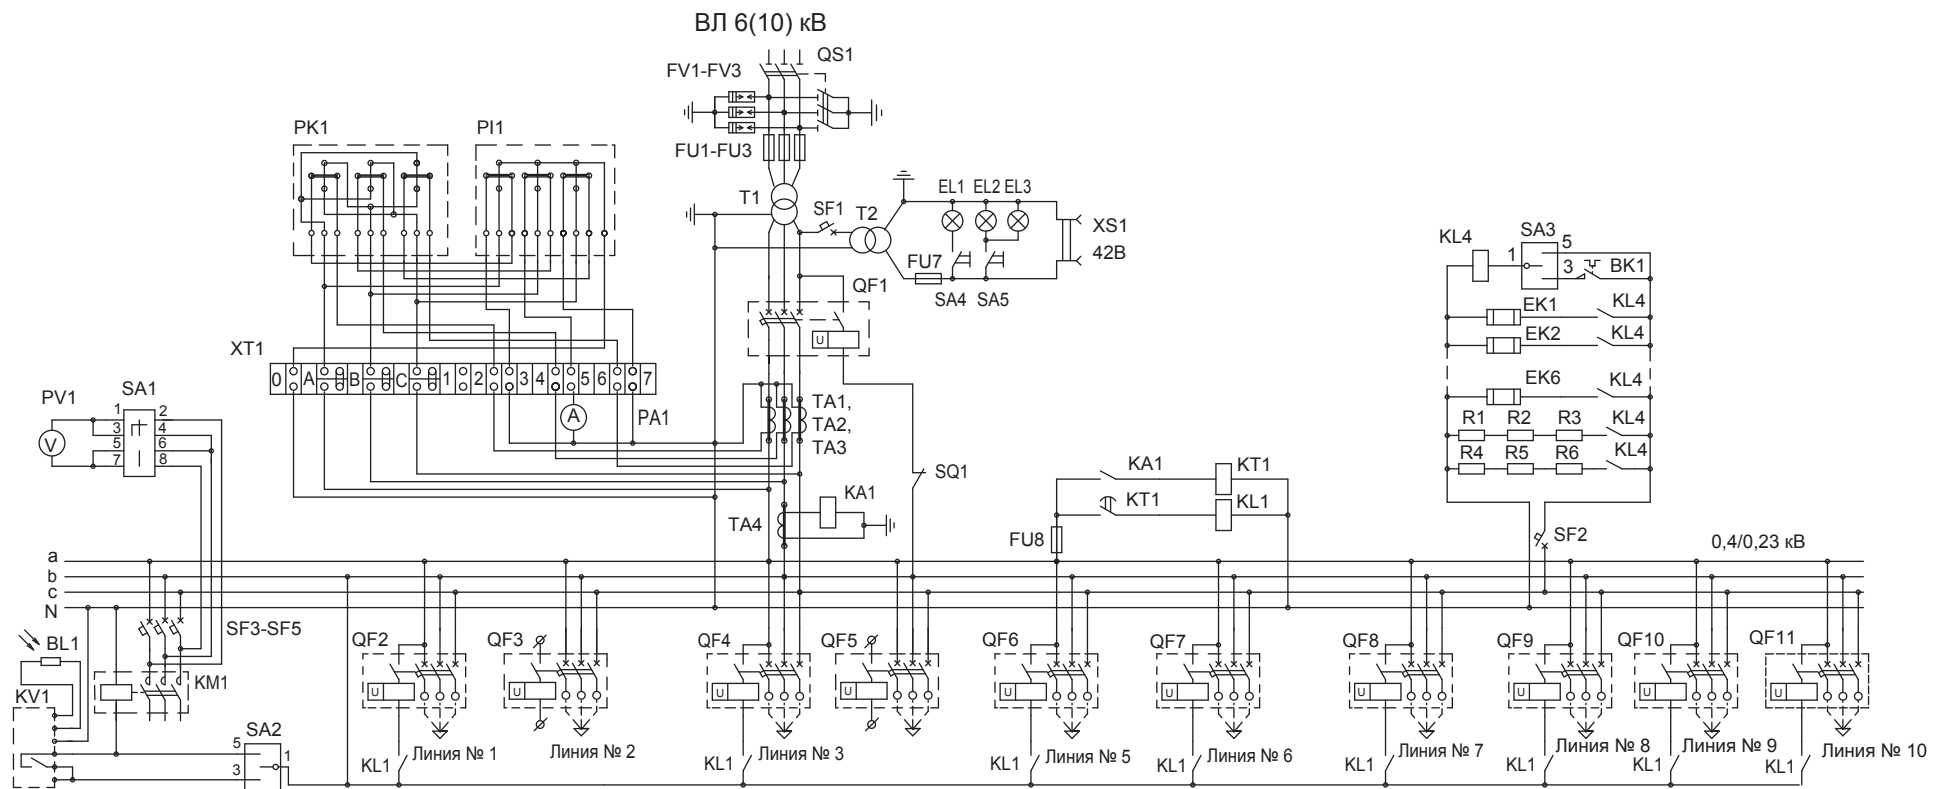 ВЛ 6(10) кВ
QS1
FV1-FV3
PK1
PI1
FU1-FU3
T1
SF1
T2
EL1 EL2 EL3
XS1
42В
FU7
SA4 SA5
KL4
SA3
5
1
3
BK1
QF1
U
EK1
KL4
EK2
KL4
EK6
KL4
R1 R2 R3
KL4
R4 R5 R6
KL4
XT1
0 A B C 1 2 3 4 5 6 7
A
PA1
TA1,
TA2,
TA3
PV1
V
SA1
1 2
3 4
5 6
7 8
SQ1
KA1
TA4
KA1
KT1
KT1
KL1
FU8
SF2
0,4/0,23 кВ
a
b
c
N
BL1
SF3-SF5
KM1
KV1
SA2
5
1
3
QF2
U
QF3
U
QF4
U
QF5
U
QF6
U
QF7
U
QF8
U
QF9
U
QF10
U
QF11
U
KL1
Линия № 1
Линия № 2
KL1
Линия № 3
KL1
Линия № 5
KL1
Линия № 6
KL1
Линия № 7
KL1
Линия № 8
KL1
Линия № 9
KL1
Линия № 10